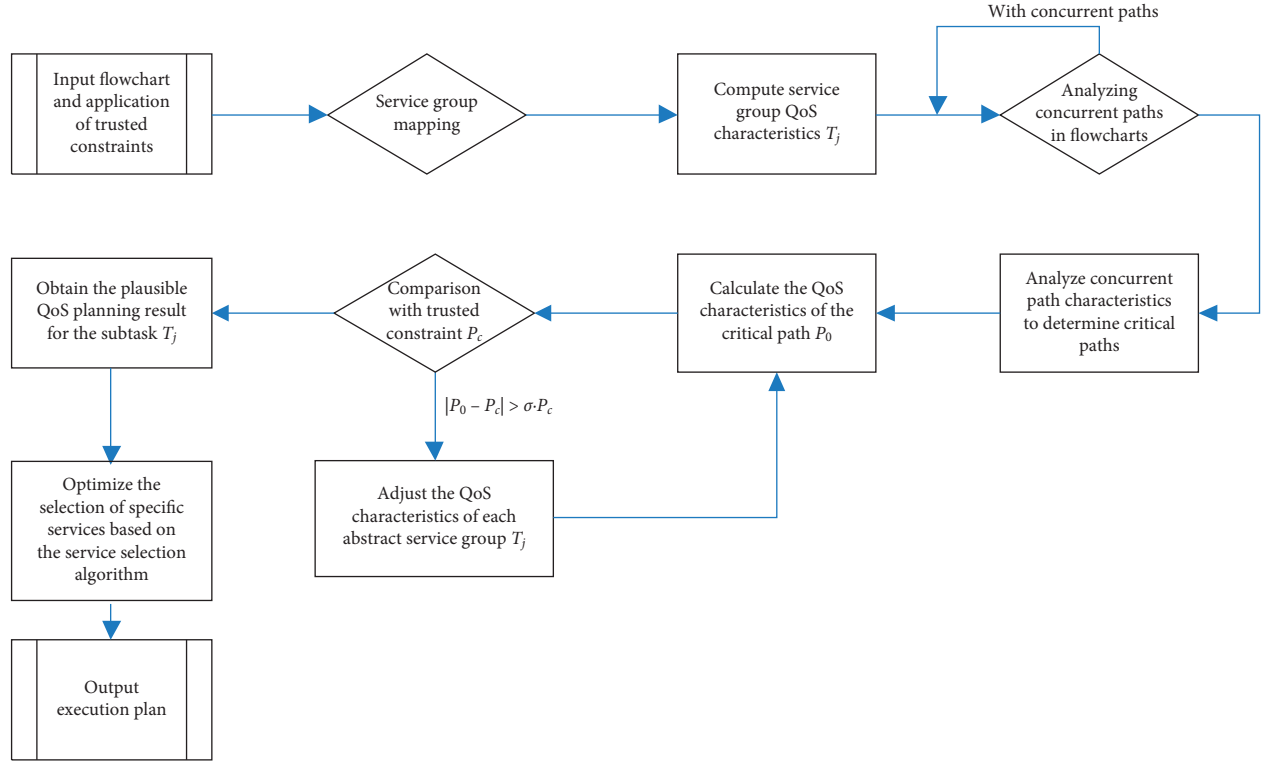 With concurrent paths
Input flowchart
and application
of trusted
constraints
Service group
mapping
Compute service
group QoS
characteristics Tj
Analyzing
concurrent paths
in flowcharts
Obtain the plausible
QoS planning result
for the subtask Tj
Comparison
with trusted
constraint Pc
Calculate the QoS
characteristics of the
critical path P0
Analyze concurrent
path characteristics
to determine critical
paths
|P0 – Pc| > σ·Pc
Optimize the
selection of specific
services based on
the service selection
algorithm
Adjust the QoS
characteristics of each
abstract service group Tj
Output
execution plan